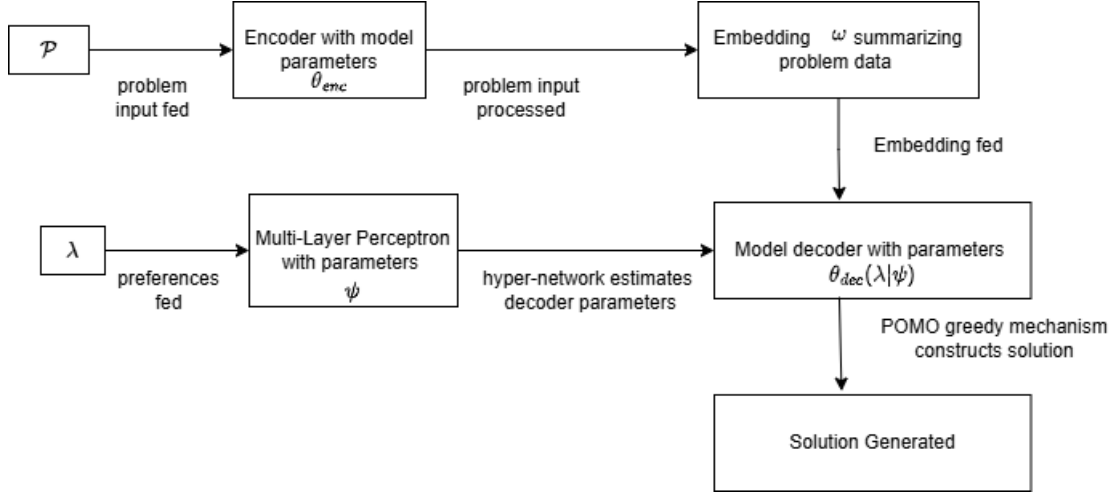 𝒫
problem
input fed
Encoder with model
parameters
θ_enc
problem input
processed
Embedding ω summarizing
problem data
Embedding fed
λ
preferences
fed
Multi-Layer Perceptron
with parameters
ψ
hyper-network estimates
decoder parameters
Model decoder with parameters
θ_dec(λ|ψ)
POMO greedy mechanism
constructs solution
Solution Generated